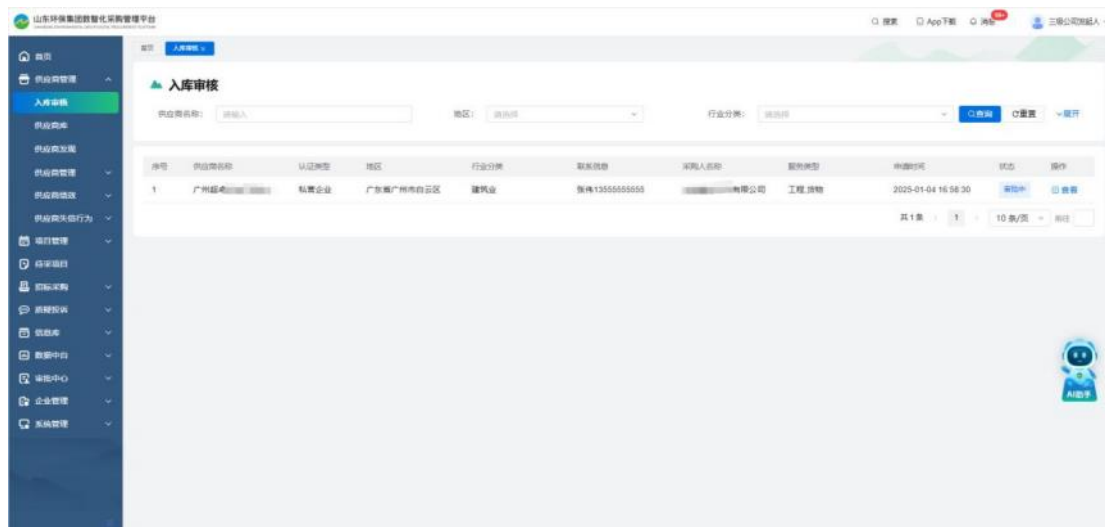 山东环保集团数智化采购管理平台
搜索 App下载 消息 99+ 三级公司发起人
首页 入库审核 x
首页
供应商管理
入库审核
供应商库
供应商发现
供应商管理
供应商绩效
供应商失信行为
项目管理
待采项目
招标采购
质疑投诉
信息库
数据中台
审批中心
企业管理
系统管理
入库审核
供应商名称: 请输入 地区: 请选择 行业分类: 请选择 查询 重置 展开
序号 供应商名称 认证类型 地区 行业分类 联系信息 采购人名称 服务类型 申请时间 状态 操作
1 广州超 私营企业 广东省广州市白云区 建筑业 张伟13555555555 有限公司 工程,货物 2025-01-04 16:58:30 审批中 查看
共1条 1 10条/页 前往
AI助手